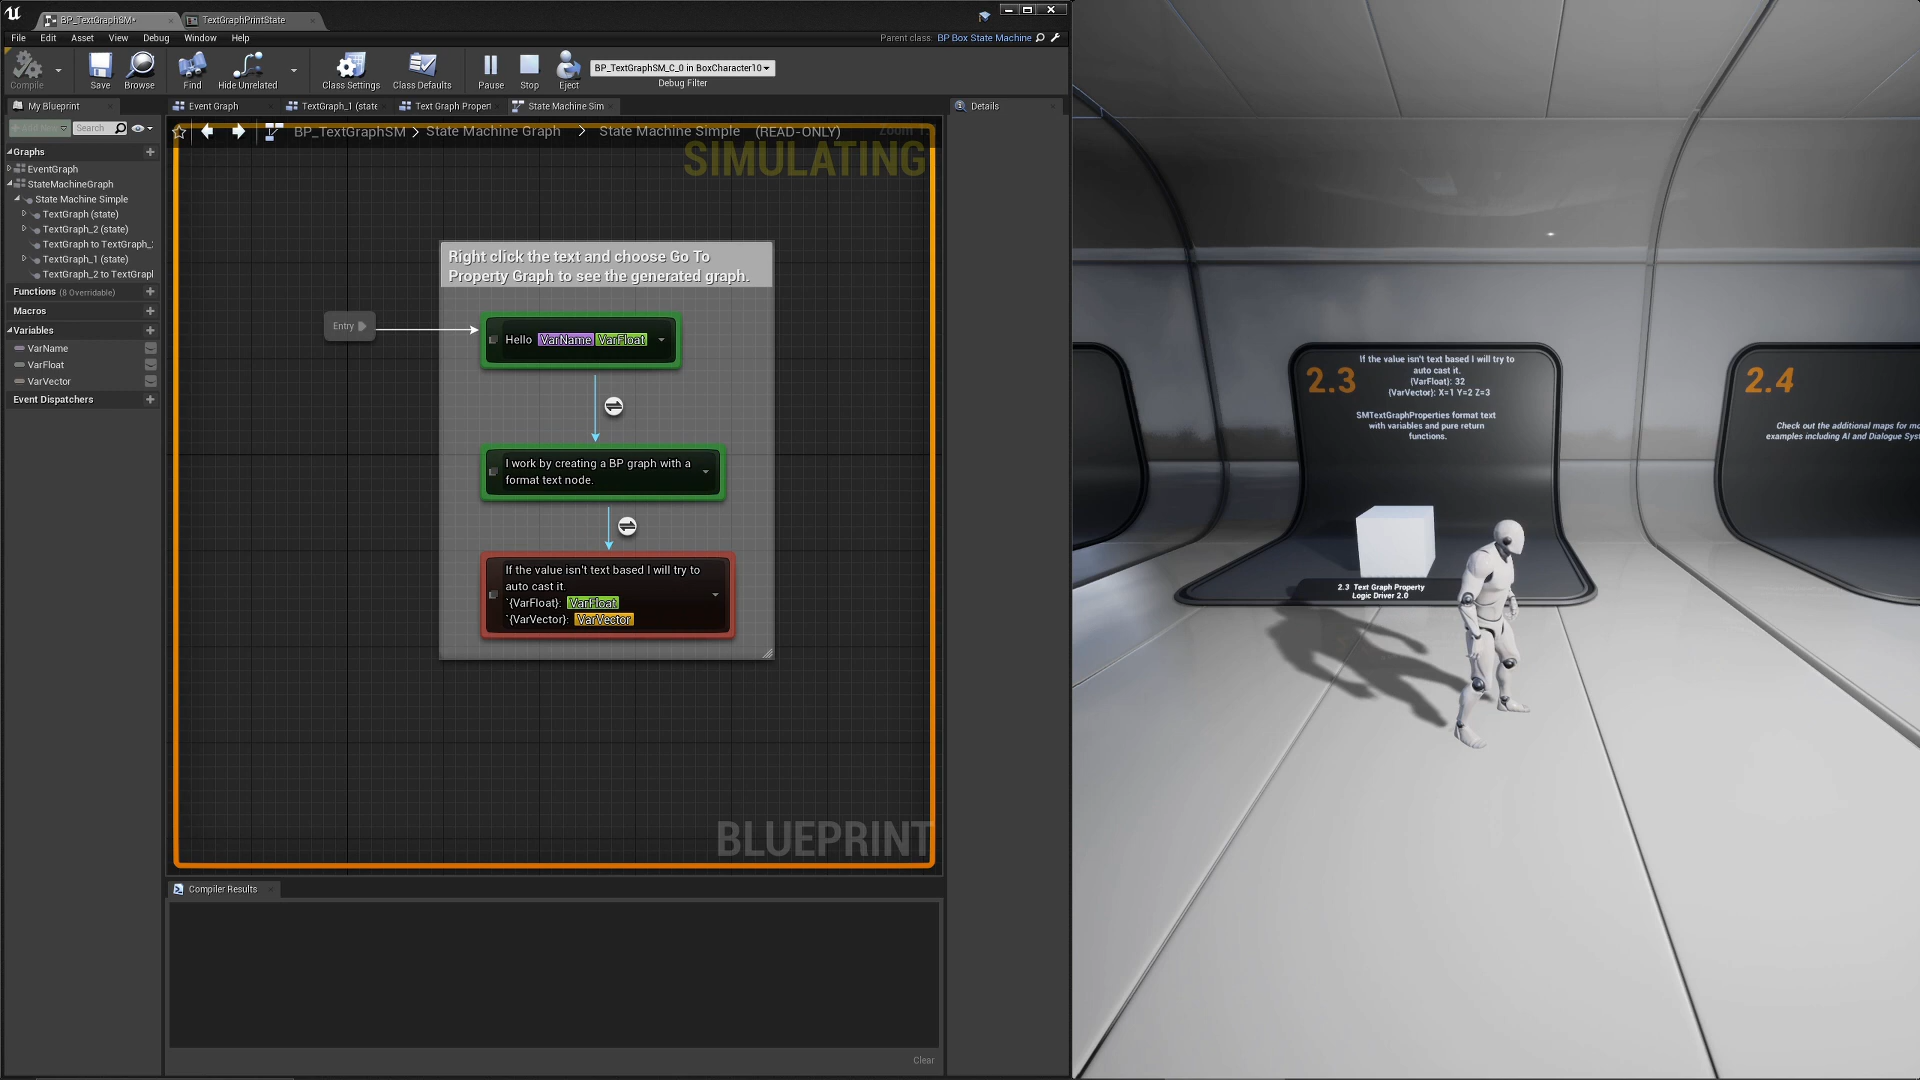 BP_TextGraphSM*
TextGraphPrintState
File Edit Asset View Debug Window Help
Parent class: BP Box State Machine
Compile
Save
Browse
Find
Hide Unrelated
Class Settings
Class Defaults
Pause
Stop
Eject
BP_TextGraphSM_C_0 in BoxCharacter10
Debug Filter
My Blueprint
Event Graph
TextGraph_1 (state
Text Graph Propert
State Machine Sim
Details
Search
BP_TextGraphSM > State Machine Graph > State Machine Simple (READ-ONLY)
SIMULATING
Graphs
EventGraph
StateMachineGraph
State Machine Simple
TextGraph (state)
TextGraph_2 (state)
TextGraph to TextGraph_
TextGraph_1 (state)
TextGraph_2 to TextGrapl
Functions (8 Overridable)
Macros
Variables
VarName
VarFloat
VarVector
Event Dispatchers
Right click the text and choose Go To
Property Graph to see the generated graph.
Entry
Hello VarName VarFloat
I work by creating a BP graph with a
format text node.
If the value isn't text based I will try to
auto cast it.
`{VarFloat}: VarFloat
`{VarVector}: VarVector
BLUEPRINT
Compiler Results
Clear
2.3
If the value isn't text based I will try to
auto cast it.
{VarFloat}: 32
{VarVector}: X=1 Y=2 Z=3
SMTextGraphProperties format text
with variables and pure return
functions.
2.3 Text Graph Property
Logic Driver 2.0
2.4
Check out the additional maps for mo
examples including AI and Dialogue Syst